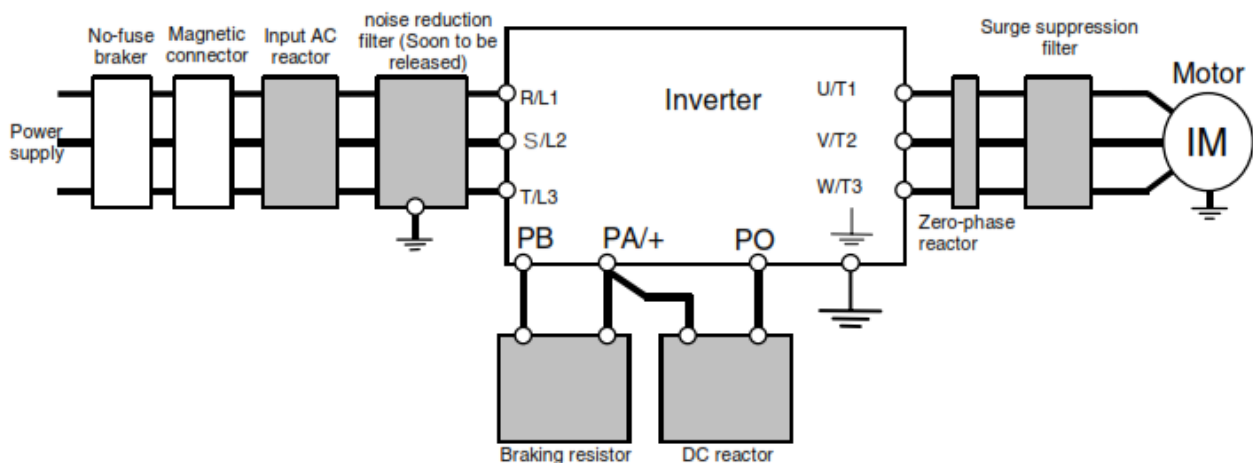 No-fuse
braker
Magnetic
connector
Input AC
reactor
noise reduction
filter (Soon to be
released)
Surge suppression
filter
Motor
Power
supply
R/L1
S/L2
T/L3
Inverter
U/T1
V/T2
W/T3
IM
Zero-phase
reactor
PB
PA/+
PO
Braking resistor
DC reactor